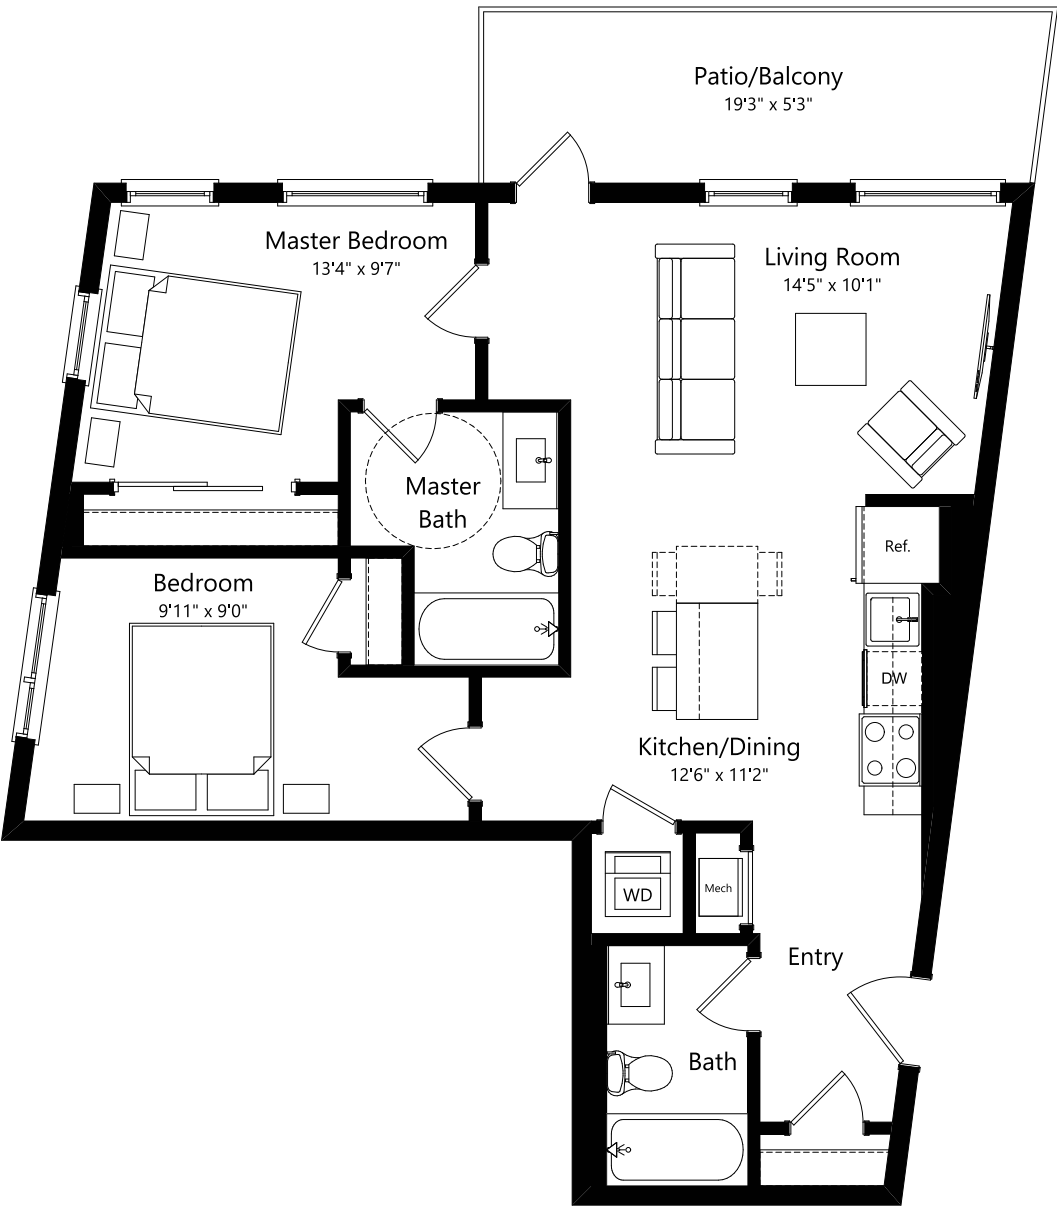 Patio/Balcony
19'3" x 5'3"
Master Bedroom
13'4" x 9'7"
Living Room
14'5" x 10'1"
Master
Bath
Ref.
Bedroom
9'11" x 9'0"
DW
Kitchen/Dining
12'6" x 11'2"
WD
Mech
Entry
Bath